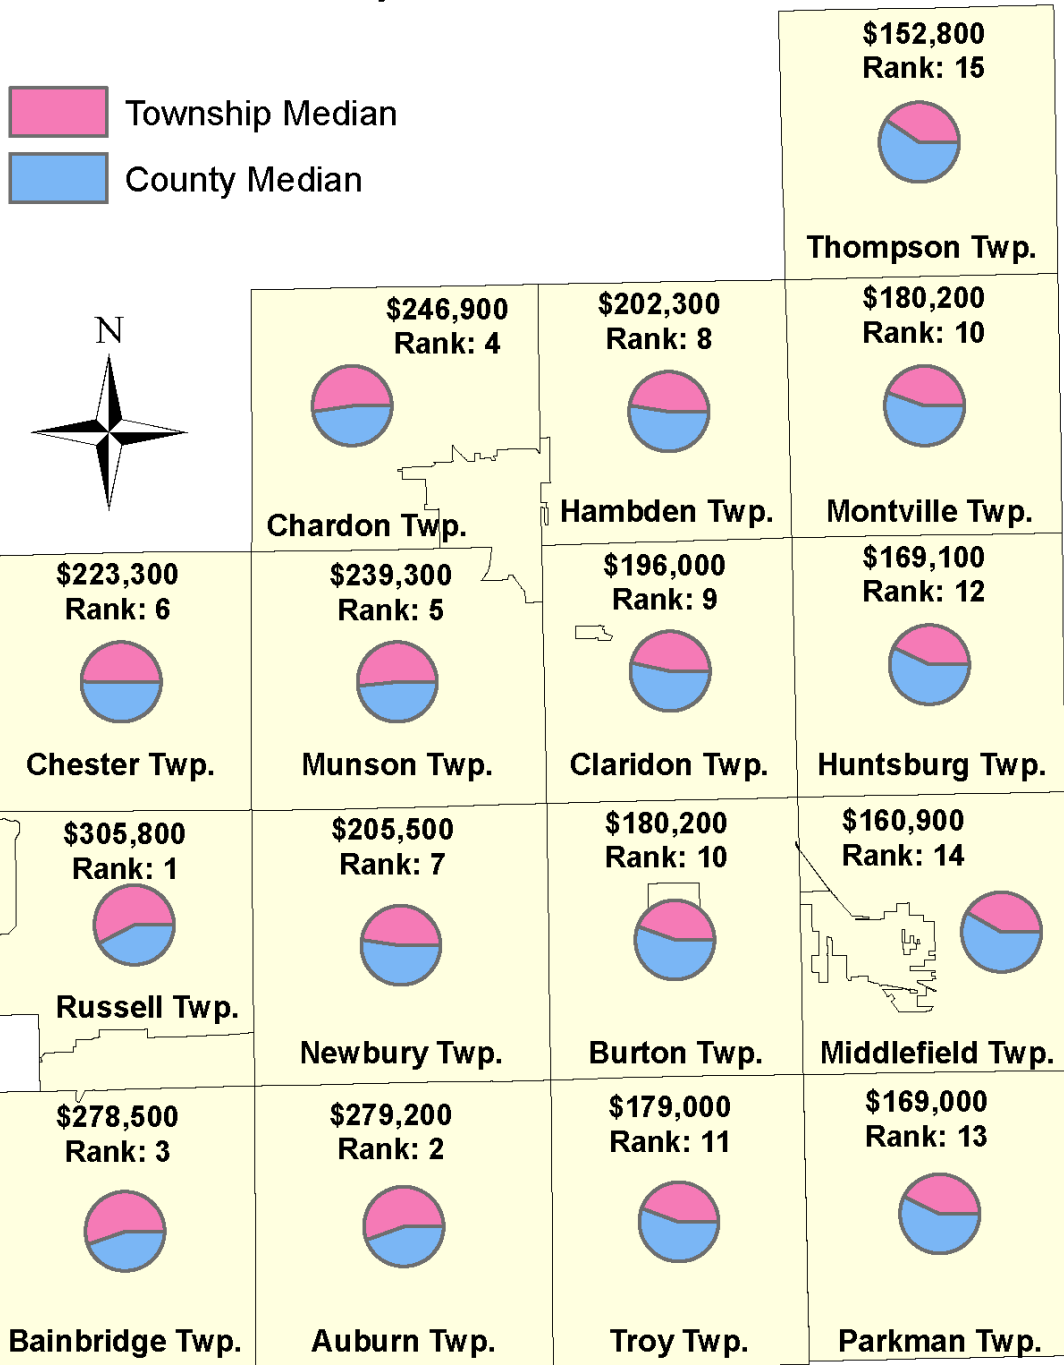 $152,800
Rank: 15
Thompson Twp.
Township Median
County Median
N
$246,900
Rank: 4
Chardon Twp.
$202,300
Rank: 8
Hambden Twp.
$180,200
Rank: 10
Montville Twp.
$223,300
Rank: 6
Chester Twp.
$239,300
Rank: 5
Munson Twp.
$196,000
Rank: 9
Claridon Twp.
$169,100
Rank: 12
Huntsburg Twp.
$305,800
Rank: 1
Russell Twp.
$205,500
Rank: 7
Newbury Twp.
$180,200
Rank: 10
Burton Twp.
$160,900
Rank: 14
Middlefield Twp.
$278,500
Rank: 3
Bainbridge Twp.
$279,200
Rank: 2
Auburn Twp.
$179,000
Rank: 11
Troy Twp.
$169,000
Rank: 13
Parkman Twp.